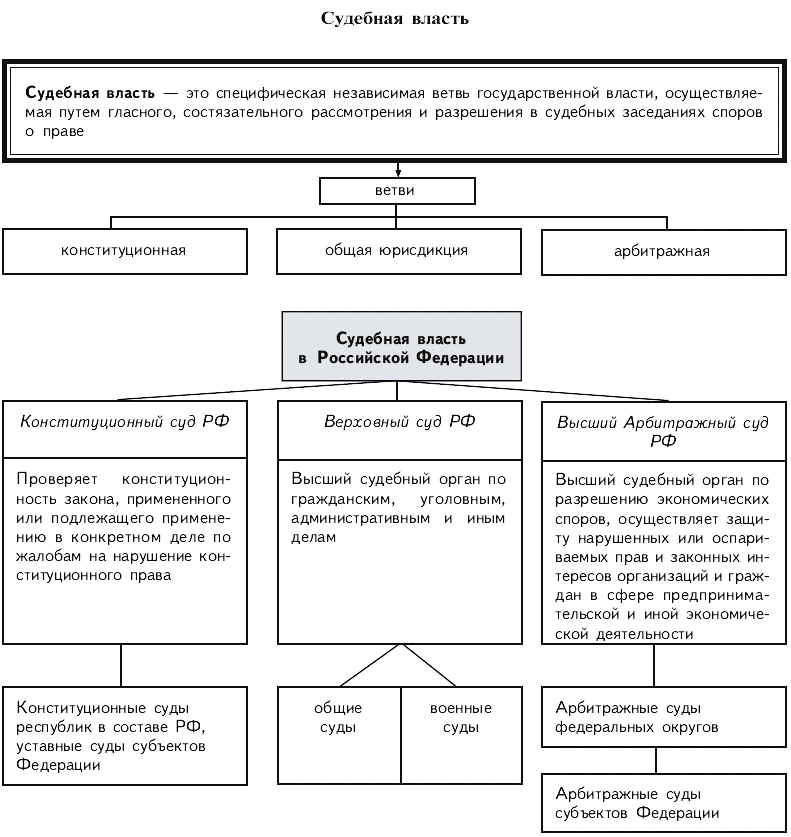 Судебная власть
Судебная власть — это специфическая независимая ветвь государственной власти, осуществляе-
мая путем гласного, состязательного рассмотрения и разрешения в судебных заседаниях споров
о праве
ветви
конституционная
общая юрисдикция
арбитражная
Судебная власть
в Российской Федерации
Конституционный суд РФ
Проверяет конституцион-
ность закона, примененного
или подлежащего примене-
нию в конкретном деле по
жалобам на нарушение кон-
ституционного права
Верховный суд РФ
Высший судебный орган по
гражданским, уголовным,
административным и иным
делам
Высший Арбитражный суд
РФ
Высший судебный орган по
разрешению экономических
споров, осуществляет защи-
ту нарушенных или оспари-
ваемых прав и законных ин-
тересов организаций и граж-
дан в сфере предпринима-
тельской и иной экономиче-
ской деятельности
Конституционные суды
республик в составе РФ,
уставные суды субъектов
Федерации
общие
суды
военные
суды
Арбитражные суды
федеральных округов
Арбитражные суды
субъектов Федерации